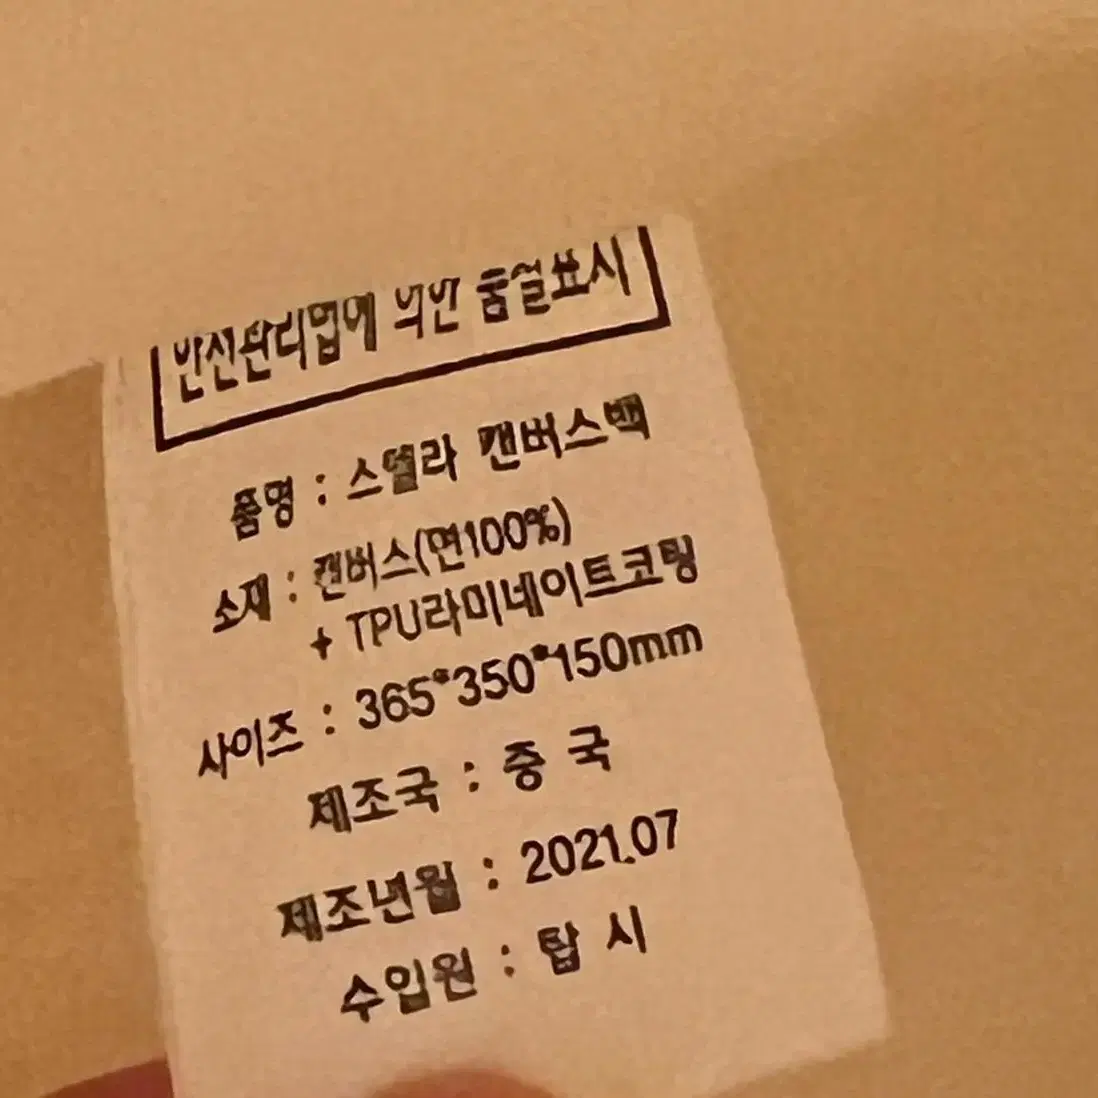 안전관리법에 의한 품질표시
품명 : 스텔라 캔버스백
소재 : 캔버스(면100%)
+ TPU라미네이트코팅
사이즈 : 365*350*150mm
제조국 : 중 국
제조년월 : 2021.07
수입원 : 탑 시